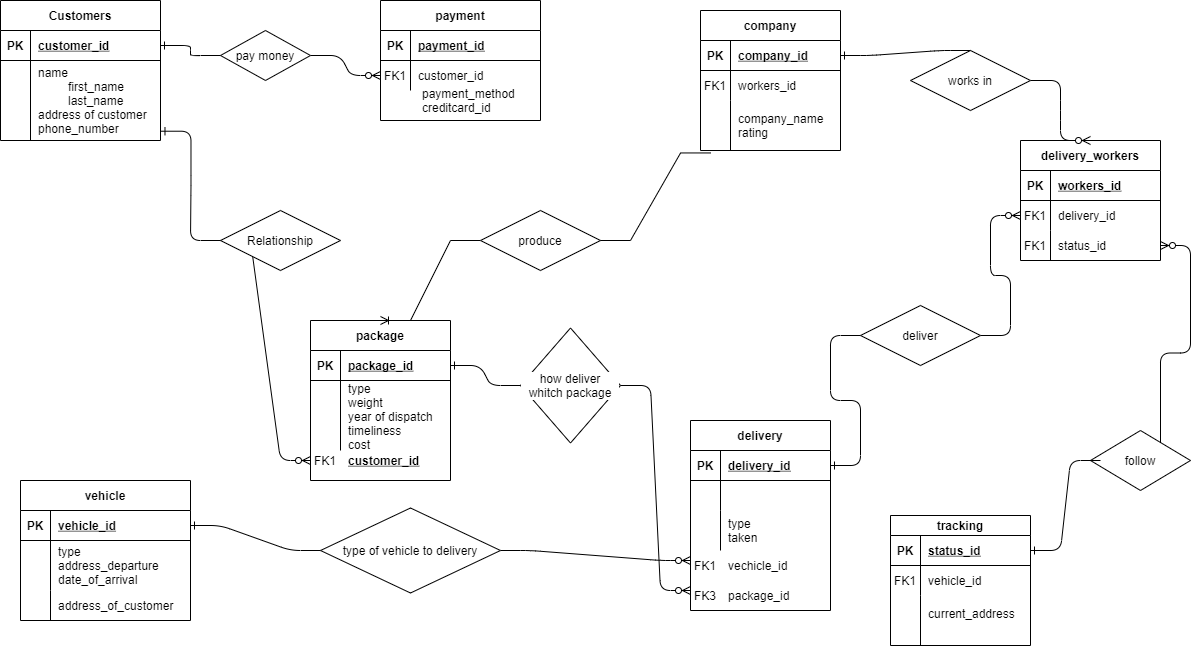 Customers
PK customer_id
name
first_name
last_name
address of customer
phone_number
pay money
payment
PK payment_id
FK1 customer_id
payment_method
creditcard_id
company
PK company_id
FK1 workers_id
company_name
rating
works in
delivery_workers
PK workers_id
FK1 delivery_id
FK1 status_id
Relationship
produce
package
PK package_id
type
weight
year of dispatch
timeliness
cost
FK1 customer_id
how deliver
whitch package
deliver
delivery
PK delivery_id
type
taken
FK1 vechicle_id
FK3 package_id
follow
vehicle
PK vehicle_id
type
address_departure
date_of_arrival
address_of_customer
type of vehicle to delivery
tracking
PK status_id
FK1 vehicle_id
current_address